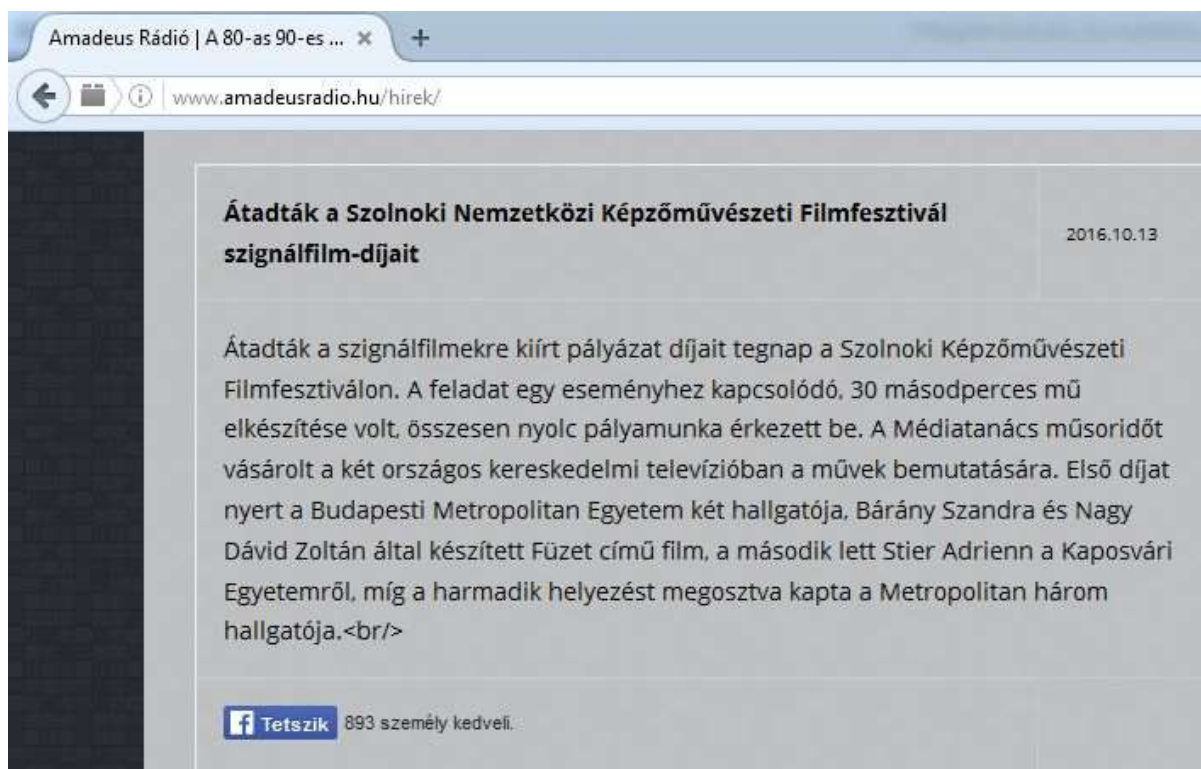 Amadeus Rádió | A 80-as 90-es ...
www.amadeusradio.hu/hirek/
Átadták a Szolnoki Nemzetközi Képzőművészeti Filmfesztivál
szignálfilm-díjait
2016.10.13
Átadták a szignálfilmekre kiírt pályázat díjait tegnap a Szolnoki Képzőművészeti
Filmfesztiválon. A feladat egy eseményhez kapcsolódó, 30 másodperces mű
elkészítése volt, összesen nyolc pályamunka érkezett be. A Médiatanács műsoridőt
vásárolt a két országos kereskedelmi televízióban a művek bemutatására. Első díjat
nyert a Budapesti Metropolitan Egyetem két hallgatója, Bárány Szandra és Nagy
Dávid Zoltán által készített Füzet című film, a második lett Stier Adrienn a Kaposvári
Egyetemről, míg a harmadik helyezést megosztva kapta a Metropolitan három
hallgatója.<br/>
Tetszik 893 személy kedveli.